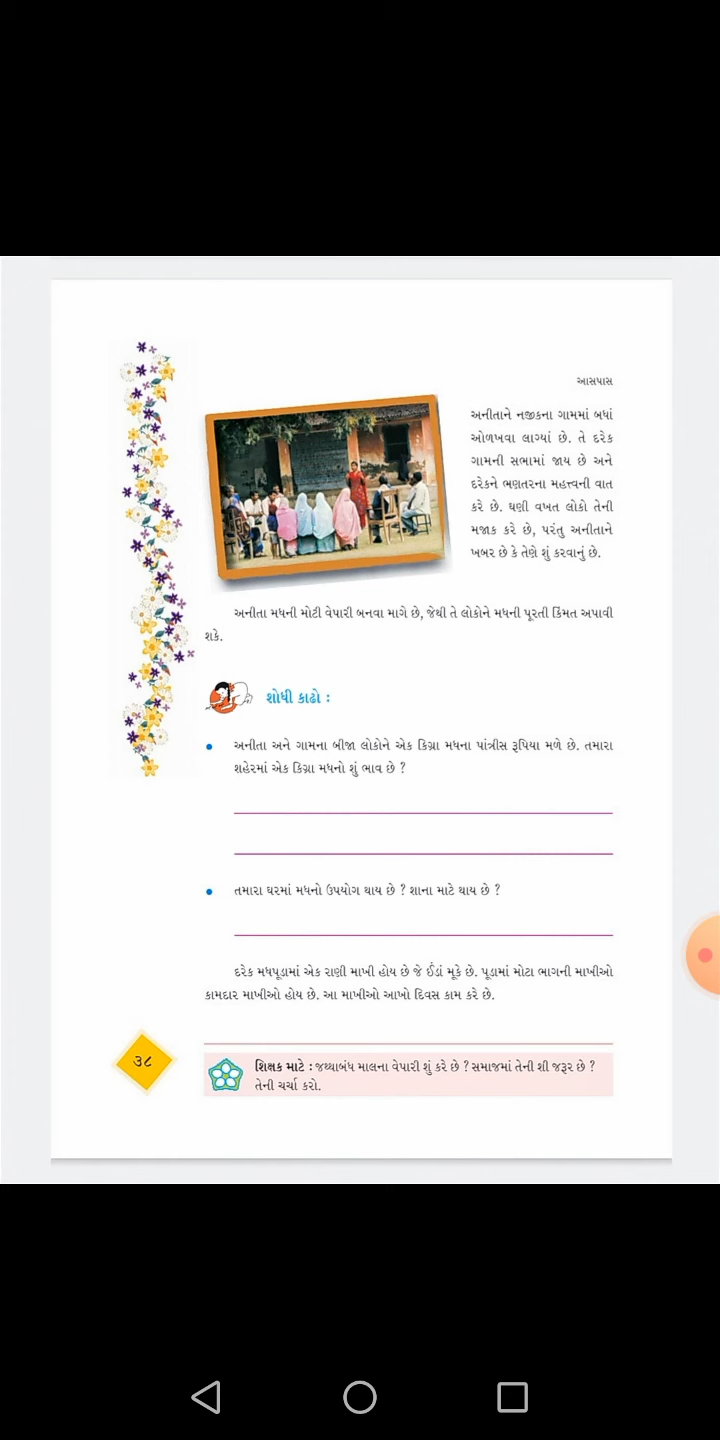 આસપાસ
અનીતાને નજીકના ગામમાં બધાં
ઓળખવા લાગ્યાં છે. તે દરેક
ગામની સભામાં જાય છે અને
દરેકને ભણતરના મહત્ત્વની વાત
કરે છે. ઘણી વખત લોકો તેની
મજાક કરે છે, પરંતુ અનીતાને
ખબર છે કે તેણે શું કરવાનું છે.
અનીતા મધની મોટી વેપારી બનવા માગે છે, જેથી તે લોકોને મધની પૂરતી કિંમત અપાવી
શકે.
શોધી કાઢો :
• અનીતા અને ગામના બીજા લોકોને એક કિગ્રા મધના પાંત્રીસ રૂપિયા મળે છે. તમારા
શહેરમાં એક કિગ્રા મધનો શું ભાવ છે ?
• તમારા ઘરમાં મધનો ઉપયોગ થાય છે ? શાના માટે થાય છે ?
દરેક મધપૂડામાં એક રાણી માખી હોય છે જે ઈંડાં મૂકે છે. પૂડામાં મોટા ભાગની માખીઓ
કામદાર માખીઓ હોય છે. આ માખીઓ આખો દિવસ કામ કરે છે.
૩૮
શિક્ષક માટે : જથ્થાબંધ માલના વેપારી શું કરે છે ? સમાજમાં તેની શી જરૂર છે ?
તેની ચર્ચા કરો.